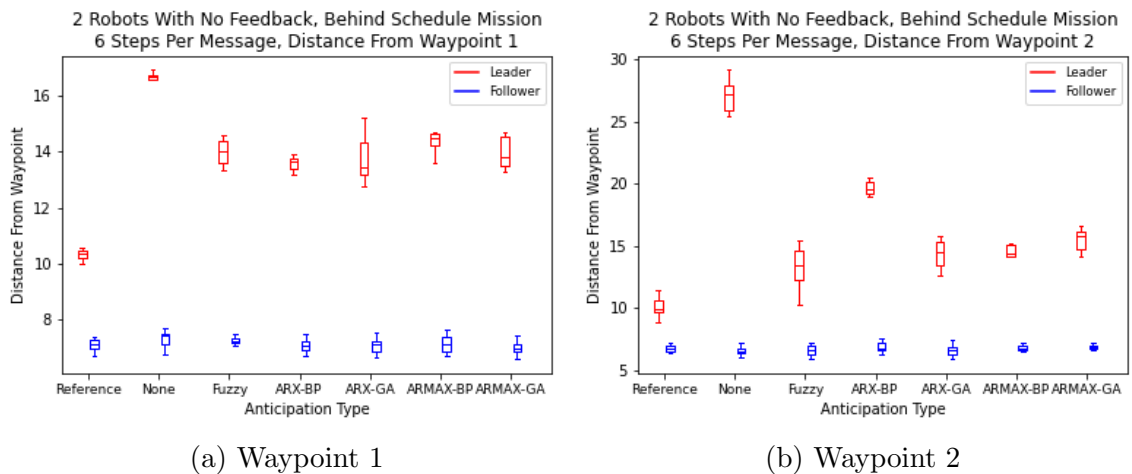 2 Robots With No Feedback, Behind Schedule Mission
6 Steps Per Message, Distance From Waypoint 1
Leader
Follower
16
14
12
10
8
Distance From Waypoint
Reference None Fuzzy ARX-BP ARX-GA ARMAX-BP ARMAX-GA
Anticipation Type
(a) Waypoint 1
2 Robots With No Feedback, Behind Schedule Mission
6 Steps Per Message, Distance From Waypoint 2
Leader
Follower
30
25
20
15
10
5
Distance From Waypoint
Reference None Fuzzy ARX-BP ARX-GA ARMAX-BP ARMAX-GA
Anticipation Type
(b) Waypoint 2